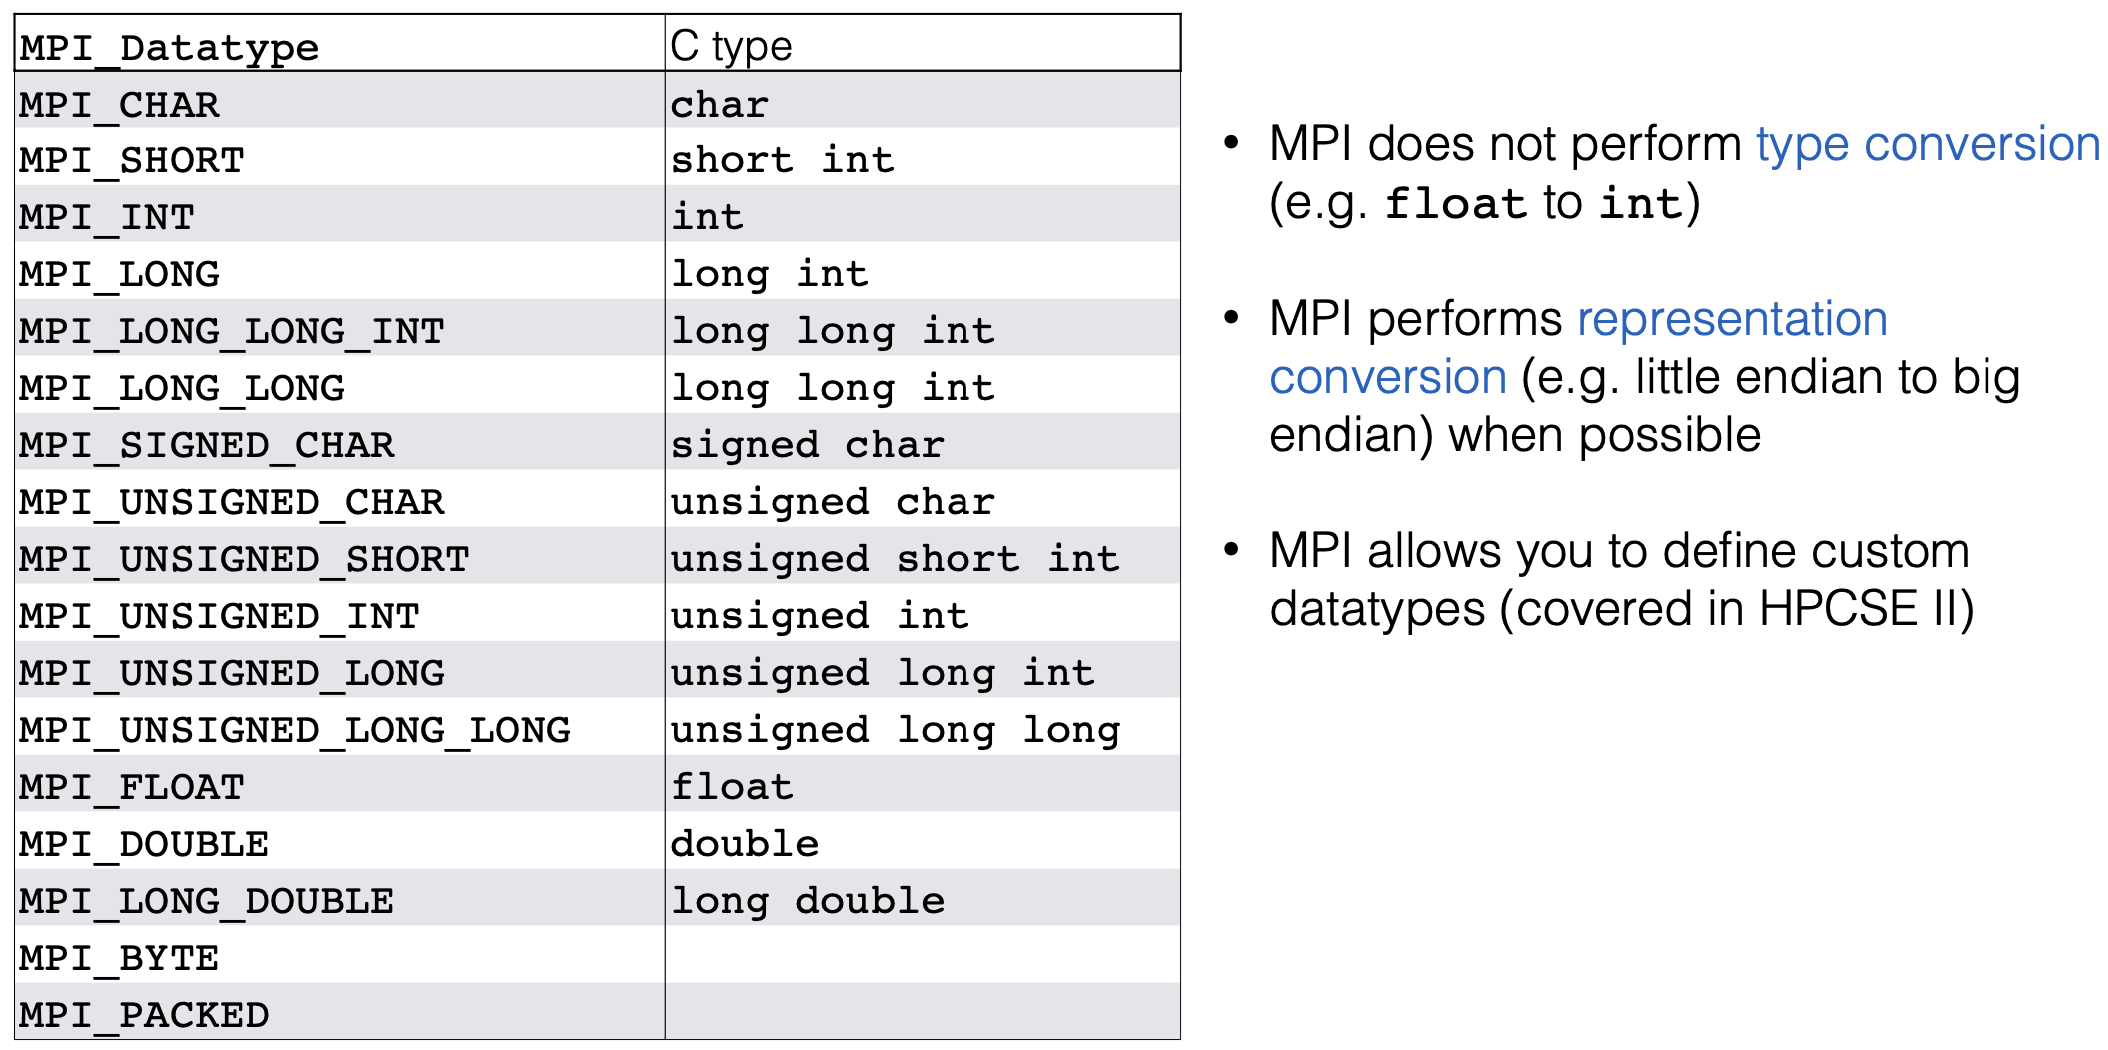 MPI_Datatype C type
MPI_CHAR char
MPI_SHORT short int
MPI_INT int
MPI_LONG long int
MPI_LONG_LONG_INT long long int
MPI_LONG_LONG long long int
MPI_SIGNED_CHAR signed char
MPI_UNSIGNED_CHAR unsigned char
MPI_UNSIGNED_SHORT unsigned short int
MPI_UNSIGNED_INT unsigned int
MPI_UNSIGNED_LONG unsigned long int
MPI_UNSIGNED_LONG_LONG unsigned long long
MPI_FLOAT float
MPI_DOUBLE double
MPI_LONG_DOUBLE long double
MPI_BYTE
MPI_PACKED
• MPI does not perform type conversion
(e.g. float to int)
• MPI performs representation
conversion (e.g. little endian to big
endian) when possible
• MPI allows you to define custom
datatypes (covered in HPCSE II)